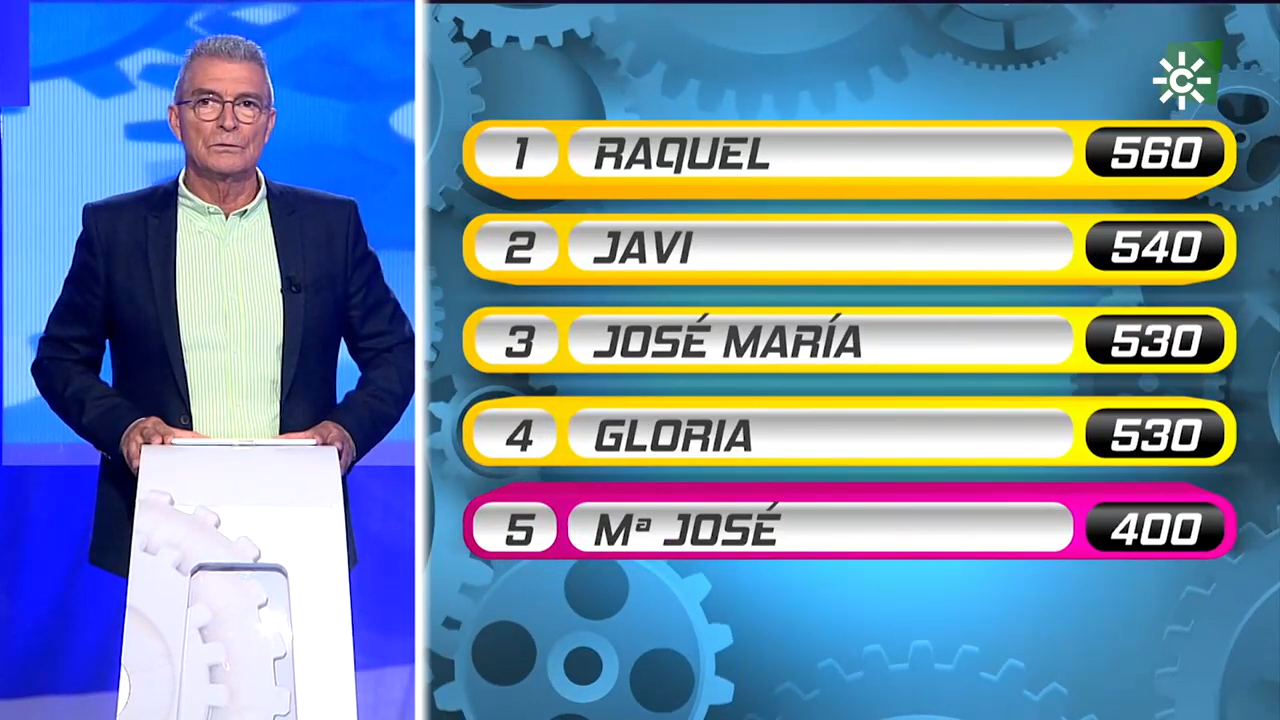 1 RAQUEL 560
2 JAVI 540
3 JOSÉ MARÍA 530
4 GLORIA 530
5 Mª JOSÉ 400